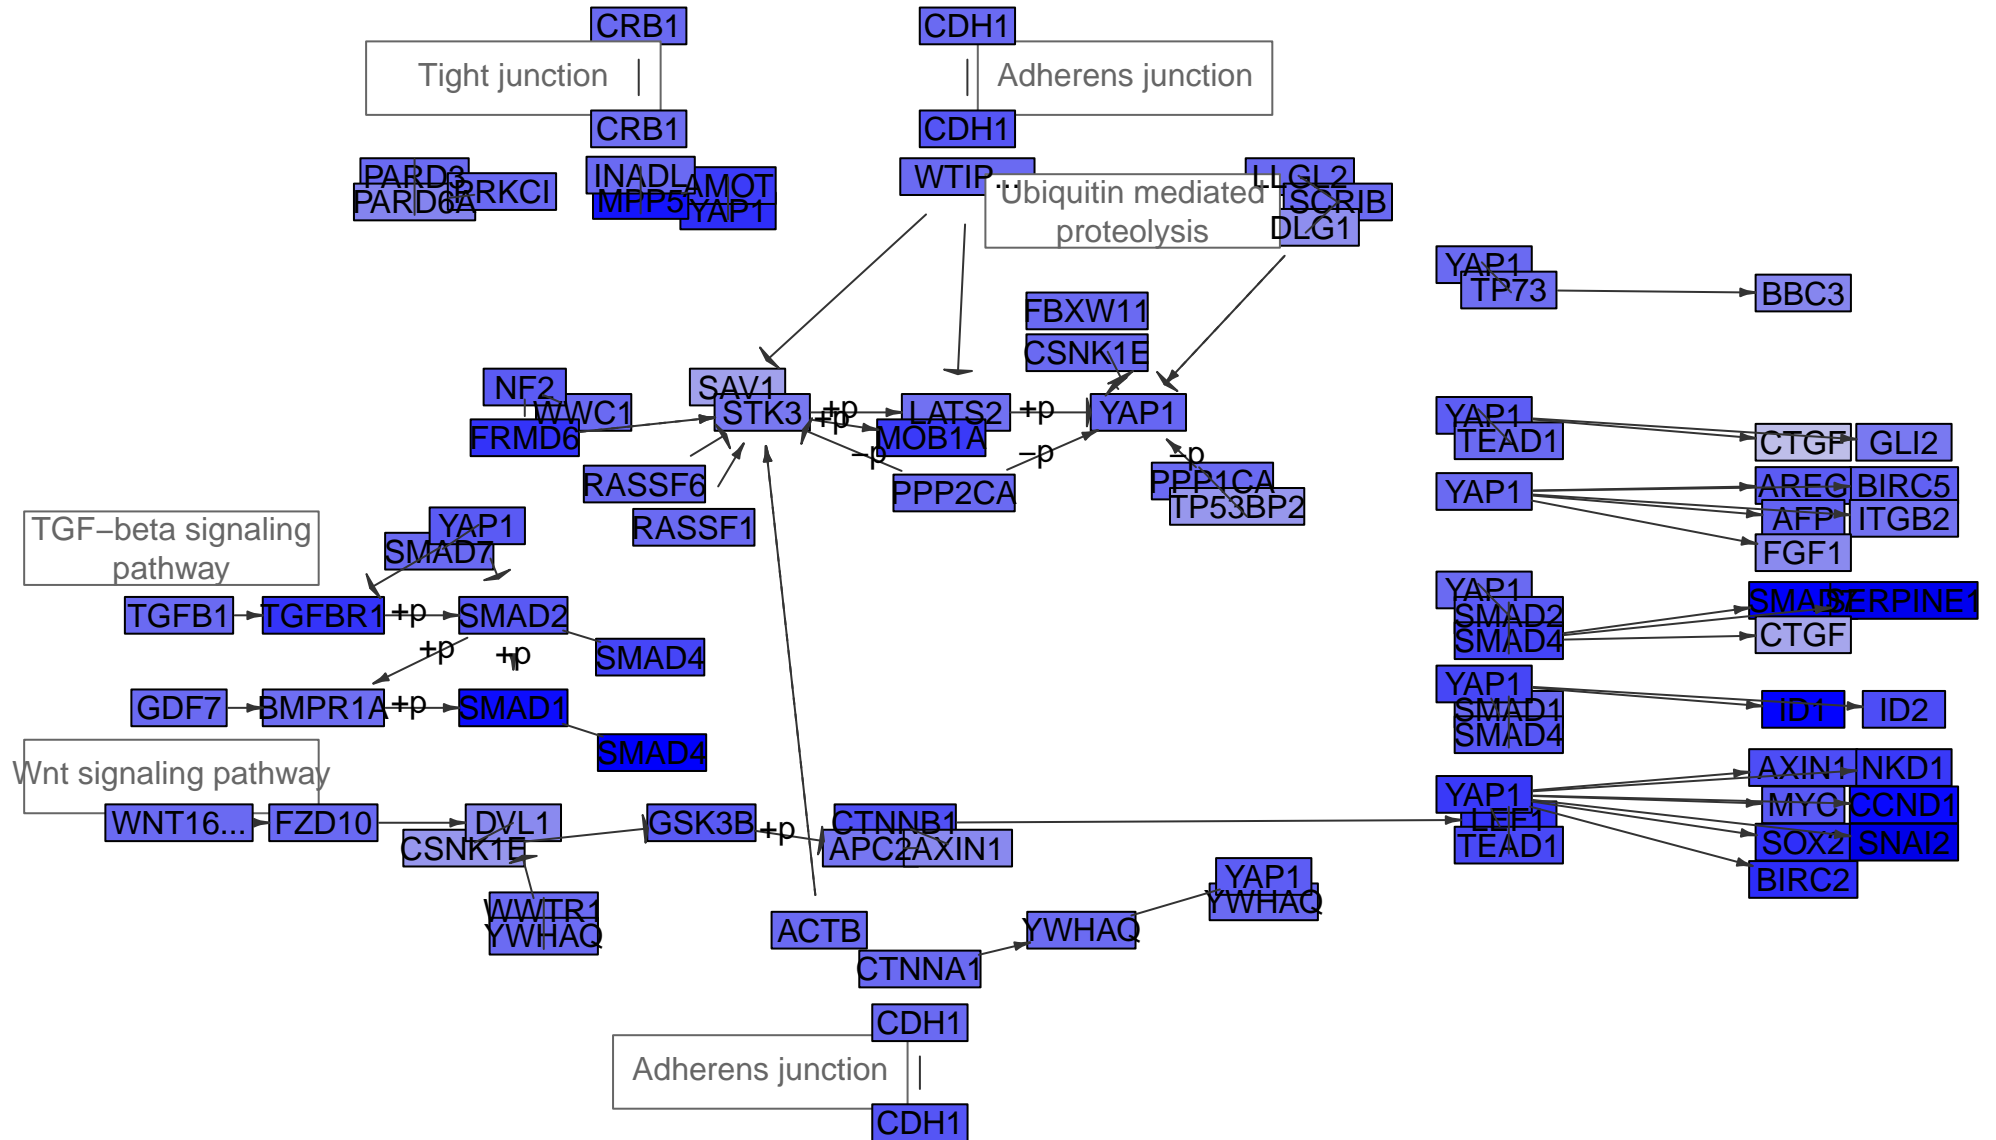 CRB1
CDH1
Tight junction
Adherens junction
CRB1
CDH1
PARD3
PRKCI
PARD6A
INADL
AMOT
MPP5
YAP1
WTIP...
LLGL2
Ubiquitin mediated
proteolysis
SCRIB
DLG1
YAP1
TP73
BBC3
FBXW11
CSNK1E
NF2
WWC1
FRMD6
SAV1
STK3
+p
+p
LATS2
MOB1A
+p
YAP1
−p
−p
−p
RASSF6
RASSF1
PPP2CA
PPP1CA
TP53BP2
YAP1
TEAD1
CTGF
GLI2
YAP1
AREG
BIRC5
AFP
ITGB2
FGF1
TGF−beta signaling
pathway
YAP1
SMAD7
TGFB1
TGFBR1
+p
SMAD2
+p
+p
SMAD4
GDF7
BMPR1A
+p
SMAD1
SMAD4
YAP1
SMAD2
SMAD4
SMAD7
SERPINE1
CTGF
YAP1
SMAD1
SMAD4
ID1
ID2
Wnt signaling pathway
WNT16...
FZD10
DVL1
CSNK1E
GSK3B
+p
CTNNB1
APC2
AXIN1
YAP1
LEF1
TEAD1
AXIN1
NKD1
MYC
CCND1
SOX2
SNAI2
BIRC2
WWTR1
YWHAQ
ACTB
CTNNA1
YWHAQ
YAP1
YWHAQ
CDH1
Adherens junction
CDH1